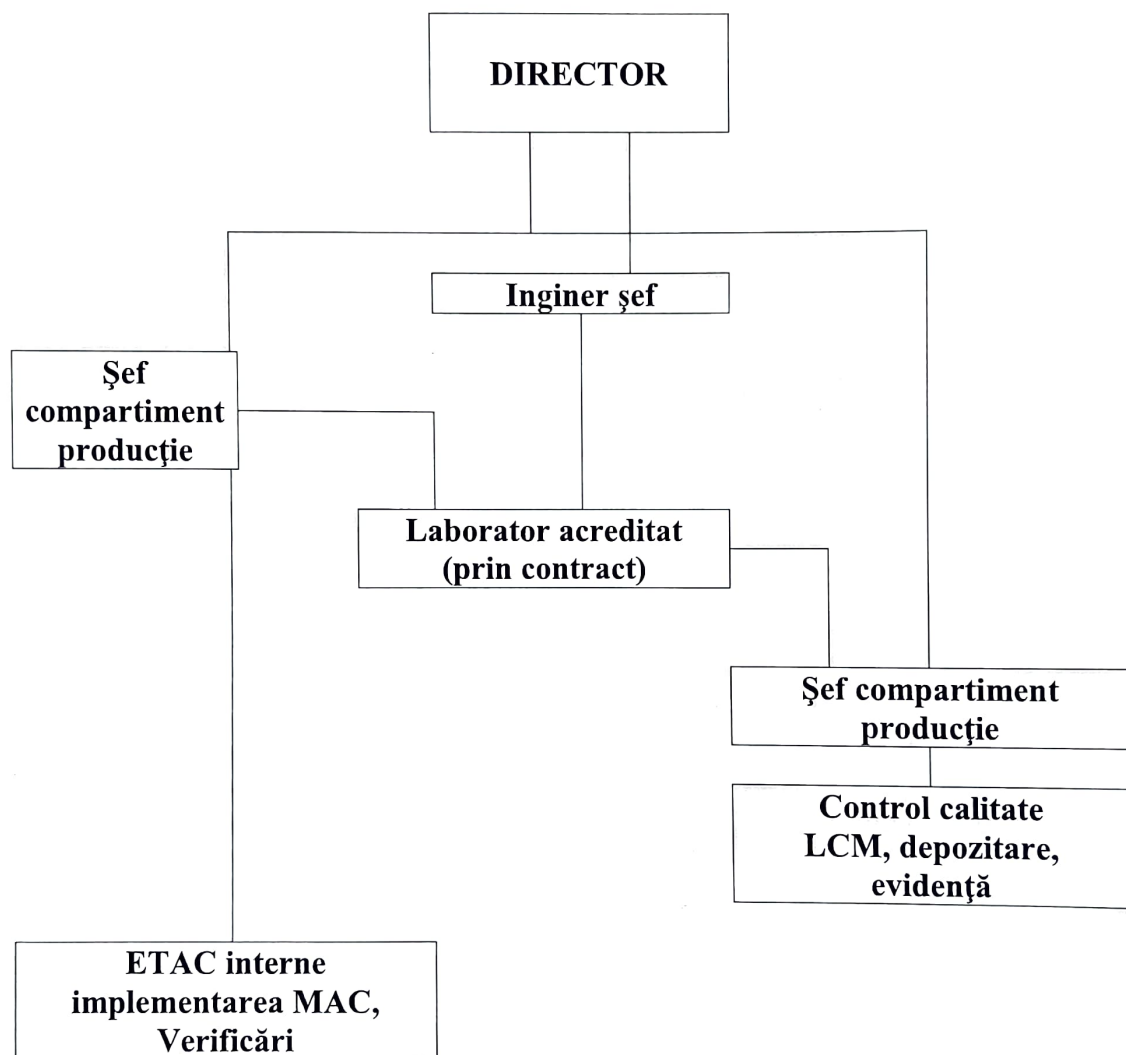 DIRECTOR
Inginer şef
Şef
compartiment
producţie
Laborator acreditat
(prin contract)
Şef compartiment
producţie
Control calitate
LCM, depozitare,
evidenţă
ETAC interne
implementarea MAC,
Verificări